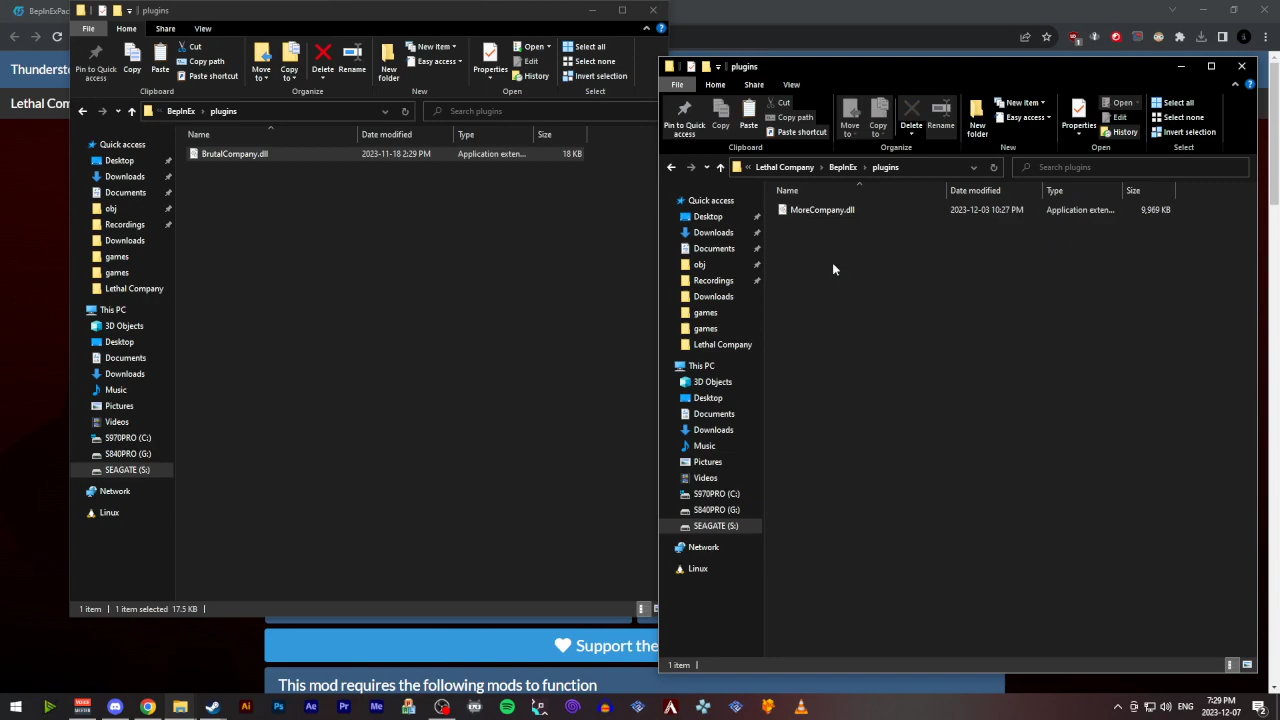 BepInExPac
Thunderst
Lethal Com
plugins
File
Home
Share
View
Pin to Quick access
Copy
Paste
Cut
Copy path
Paste shortcut
Clipboard
Move to
Copy to
Delete
Rename
Organize
New folder
New item
Easy access
New
Properties
Open
Edit
History
Open
Select all
Select none
Invert selection
Select
« BepInEx > plugins
Search plugins
Name
Date modified
Type
Size
BrutalCompany.dll
2023-11-18 2:29 PM
Application exten...
18 KB
Quick access
Desktop
Downloads
Documents
obj
Recordings
Downloads
games
games
Lethal Company
This PC
3D Objects
Desktop
Documents
Downloads
Music
Pictures
Videos
S970PRO (C:)
S840PRO (G:)
SEAGATE (S:)
Network
Linux
1 item
1 item selected 17.5 KB
plugins
File
Home
Share
View
Pin to Quick access
Copy
Paste
Cut
Copy path
Paste shortcut
Clipboard
Move to
Copy to
Delete
Rename
Organize
New folder
New item
Easy access
New
Properties
Open
Edit
History
Open
Select all
Select none
Invert selection
Select
« Lethal Company > BepInEx > plugins
Search plugins
Name
Date modified
Type
Size
MoreCompany.dll
2023-12-03 10:27 PM
Application exten...
9,969 KB
Quick access
Desktop
Downloads
Documents
obj
Recordings
Downloads
games
games
Lethal Company
This PC
3D Objects
Desktop
Documents
Downloads
Music
Pictures
Videos
S970PRO (C:)
S840PRO (G:)
SEAGATE (S:)
Network
Linux
1 item
Support the
This mod requires the following mods to function
Ai
Ps
Ae
Pr
Me
ENG
7:29 PM
2023-12-07
2